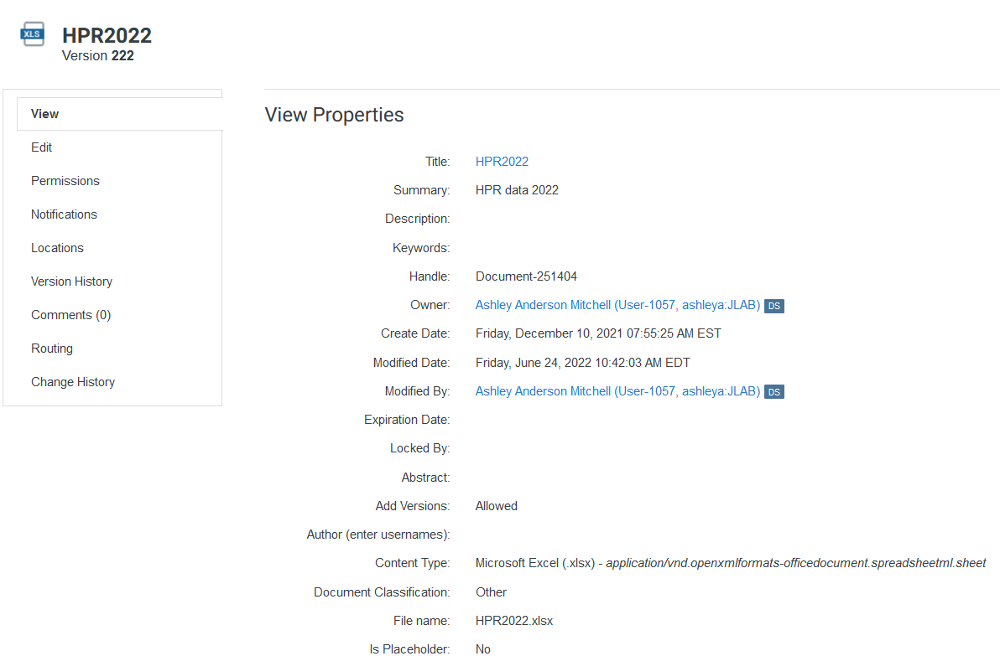 XLS
HPR2022
Version 222
View
Edit
Permissions
Notifications
Locations
Version History
Comments (0)
Routing
Change History
View Properties
Title: HPR2022
Summary: HPR data 2022
Description:
Keywords:
Handle: Document-251404
Owner: Ashley Anderson Mitchell (User-1057, ashleya:JLAB) DS
Create Date: Friday, December 10, 2021 07:55:25 AM EST
Modified Date: Friday, June 24, 2022 10:42:03 AM EDT
Modified By: Ashley Anderson Mitchell (User-1057, ashleya:JLAB) DS
Expiration Date:
Locked By:
Abstract:
Add Versions: Allowed
Author (enter usernames):
Content Type: Microsoft Excel (.xlsx) - application/vnd.openxmlformats-officedocument.spreadsheetml.sheet
Document Classification: Other
File name: HPR2022.xlsx
Is Placeholder: No